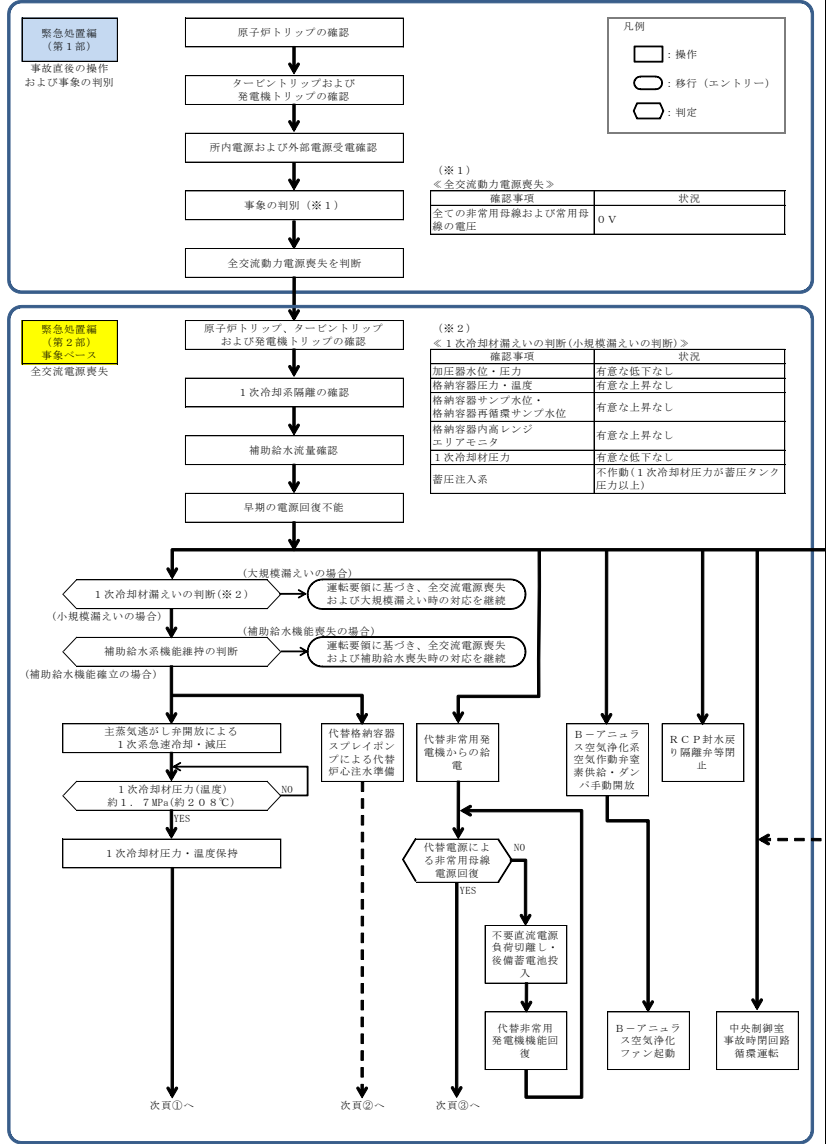 緊急処置編
(第１部)
事故直後の操作
および事象の判別
原子炉トリップの確認
タービントリップおよび
発電機トリップの確認
所内電源および外部電源受電確認
事象の判別（※１）
全交流動力電源喪失を判断
凡例
：操作
：移行（エントリー）
：判定
(※１)
≪全交流動力電源喪失≫
確認事項 状況
全ての非常用母線および常用母
線の電圧
０Ｖ
緊急処置編
(第２部)
事象ベース
全交流電源喪失
原子炉トリップ、タービントリップ
および発電機トリップの確認
１次冷却系隔離の確認
補助給水流量確認
早期の電源回復不能
(※２)
≪１次冷却材漏えいの判断(小規模漏えいの判断)≫
確認事項 状況
加圧器水位・圧力 有意な低下なし
格納容器圧力・温度 有意な上昇なし
格納容器サンプ水位・
格納容器再循環サンプ水位
有意な上昇なし
格納容器内高レンジ
エリアモニタ
有意な上昇なし
１次冷却材圧力 有意な低下なし
蓄圧注入系
不作動(１次冷却材圧力が蓄圧タンク
圧力以上)
１次冷却材漏えいの判断(※２)
(大規模漏えいの場合)
運転要領に基づき、全交流電源喪失
および大規模漏えい時の対応を継続
(小規模漏えいの場合)
補助給水系機能維持の判断
(補助給水機能喪失の場合)
運転要領に基づき、全交流電源喪失
および補助給水喪失時の対応を継続
(補助給水機能確立の場合)
主蒸気逃がし弁開放による
１次系急速冷却・減圧
１次冷却材圧力(温度)
約１．７MPa(約２０８℃)
NO
YES
１次冷却材圧力・温度保持
代替格納容器
スプレイポン
プによる代替
炉心注水準備
代替非常用発
電機からの給
電
代替電源によ
る非常用母線
電源回復
NO
YES
不要直流電源
負荷切離し・
後備蓄電池投
入
代替非常用
発電機機能回
復
Ｂ－アニュラ
ス空気浄化系
空気作動弁窒
素供給・ダン
パ手動開放
Ｂ－アニュラ
ス空気浄化
ファン起動
ＲＣＰ封水戻
り隔離弁等閉
止
中央制御室
事故時閉回路
循環運転
次頁①へ
次頁②へ
次頁③へ